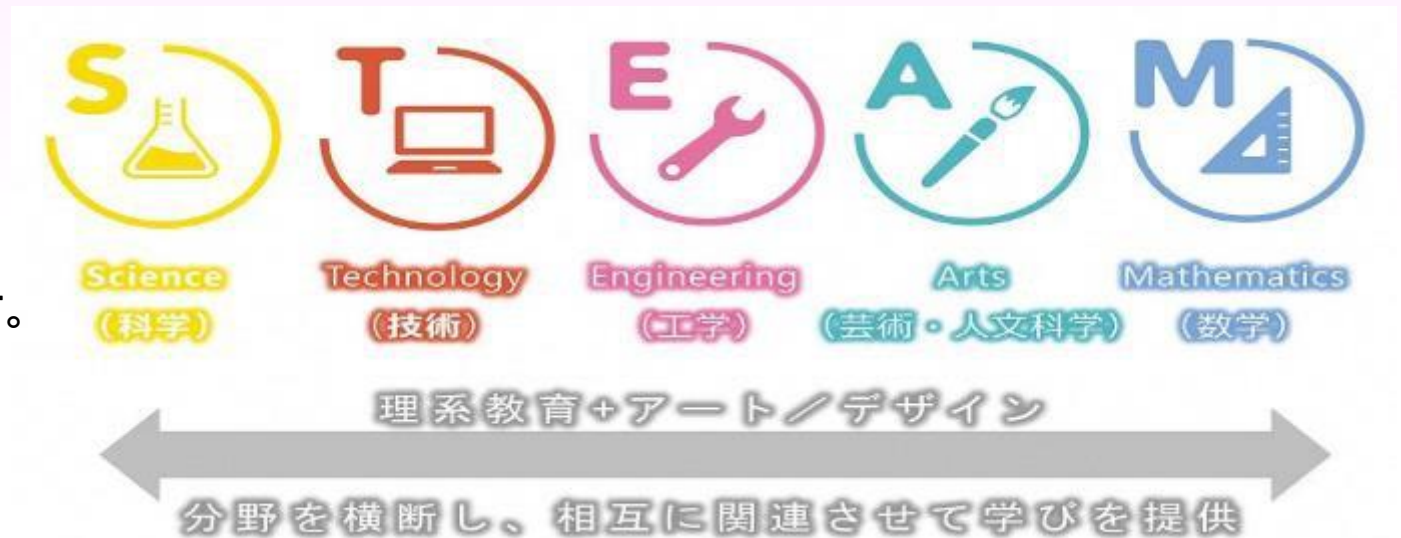 S T E A M
Science Technology Engineering Arts Mathematics
(科学) (技術) (工学) (芸術・人文科学) (数学)
。
理系教育+アート／デザイン
分野を横断し、相互に関連させて学びを提供